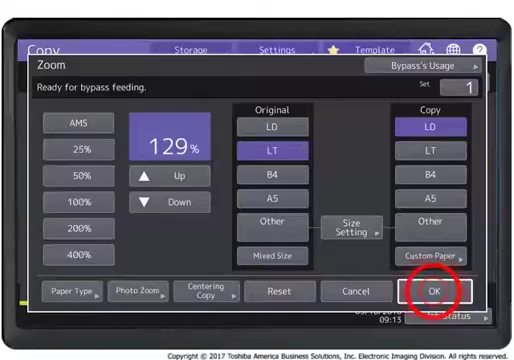 Copy
Storage
Settings
Template
?
Zoom
Bypass's Usage
Ready for bypass feeding.
Set
1
Original
Copy
AMS
25%
50%
100%
200%
400%
129%
Up
Down
LD
LT
B4
A5
Other
Mixed Size
Size
Setting
LD
LT
B4
A5
Other
Custom Paper
Paper Type
Photo Zoom
Centering
Copy
Reset
Cancel
OK
09:13
Status
Copyright © 2017 Toshiba America Business Solutions, Inc. Electronic Imaging Division. All rights reserved.